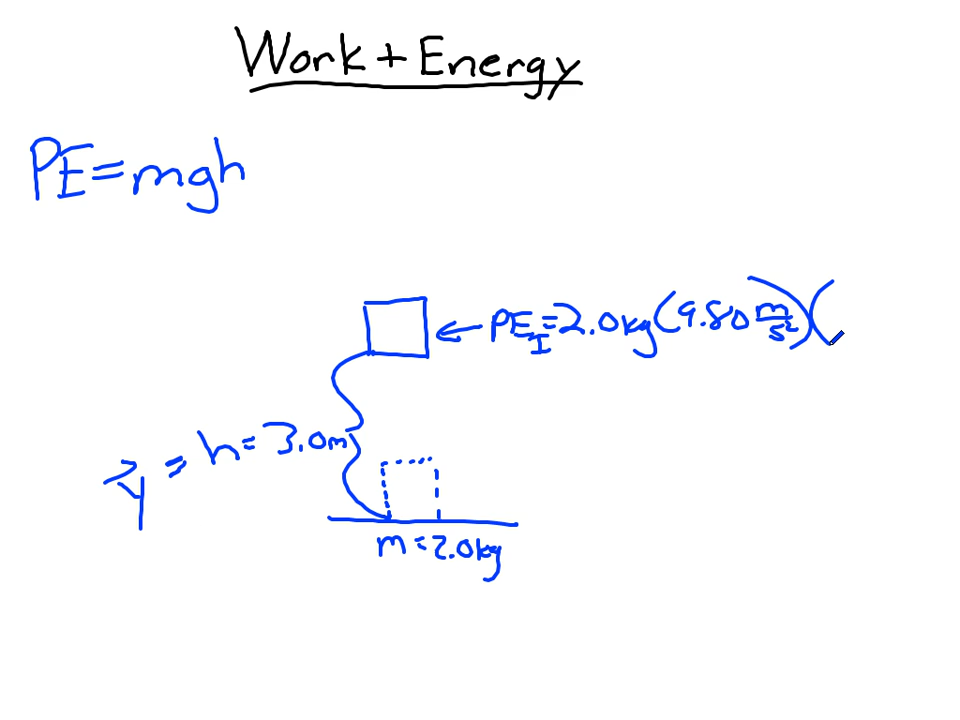 Work + Energy
PE = mgh
← PE_I = 2.0kg(9.80 m/s²)(
y⃗ = h = 3.0m
m = 2.0kg